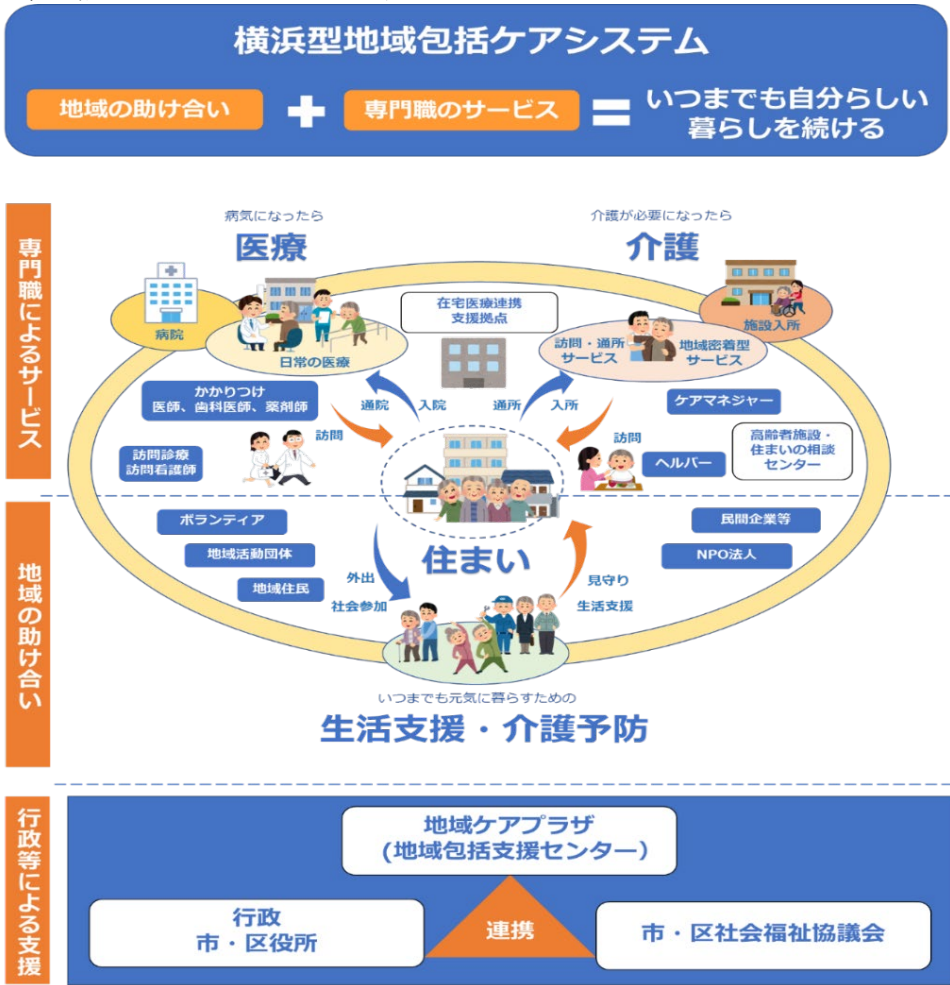 横浜型地域包括ケアシステム
地域の助け合い
+
専門職のサービス
=
いつまでも自分らしい
暮らしを続ける
専門職によるサービス
病気になったら
医療
介護が必要になったら
介護
病院
日常の医療
在宅医療連携
支援拠点
訪問・通所
サービス
地域密着型
サービス
施設入所
かかりつけ
医師、歯科医師、薬剤師
通院
入院
通所
入所
ケアマネジャー
訪問
訪問
訪問診療
訪問看護師
ヘルパー
高齢者施設・
住まいの相談
センター
地域の助け合い
ボランティア
地域活動団体
地域住民
住まい
民間企業等
NPO法人
外出
社会参加
見守り
生活支援
いつまでも元気に暮らすための
生活支援・介護予防
行政等による支援
地域ケアプラザ
(地域包括支援センター)
行政
市・区役所
連携
市・区社会福祉協議会